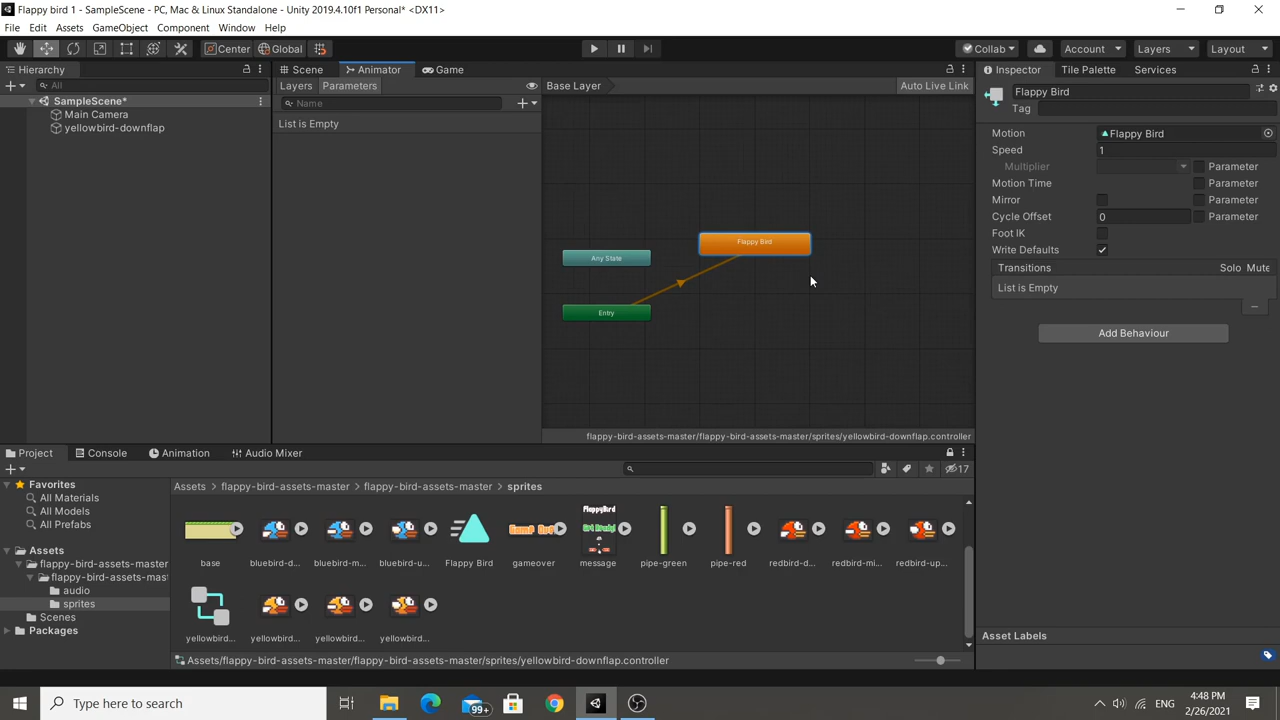 Flappy bird 1 - SampleScene - PC, Mac & Linux Standalone - Unity 2019.4.10f1 Personal* <DX11>
File Edit Assets GameObject Component Window Help
Center Global Collab Account Layers Layout
Hierarchy
All
SampleScene*
Main Camera
yellowbird-downflap
Scene Animator Game
Layers Parameters
Name
List is Empty
Base Layer Auto Live Link
Flappy Bird
Any State
Entry
flappy-bird-assets-master/flappy-bird-assets-master/sprites/yellowbird-downflap.controller
Inspector Tile Palette Services
Flappy Bird
Tag
Motion Flappy Bird
Speed 1
Multiplier Parameter
Motion Time Parameter
Mirror Parameter
Cycle Offset 0 Parameter
Foot IK
Write Defaults
Transitions Solo Mute
List is Empty
Add Behaviour
Asset Labels
Project Console Animation Audio Mixer
17
Favorites
All Materials
All Models
All Prefabs
Assets
flappy-bird-assets-master
flappy-bird-assets-mast
audio
sprites
Scenes
Packages
Assets flappy-bird-assets-master flappy-bird-assets-master sprites
Game Over
FlappyBird
Get Ready!
base bluebird-d... bluebird-m... bluebird-u... Flappy Bird gameover message pipe-green pipe-red redbird-d... redbird-mi... redbird-up...
yellowbird... yellowbird... yellowbird... yellowbird...
Assets/flappy-bird-assets-master/flappy-bird-assets-master/sprites/yellowbird-downflap.controller
Type here to search
99+
ENG
4:48 PM
2/26/2021